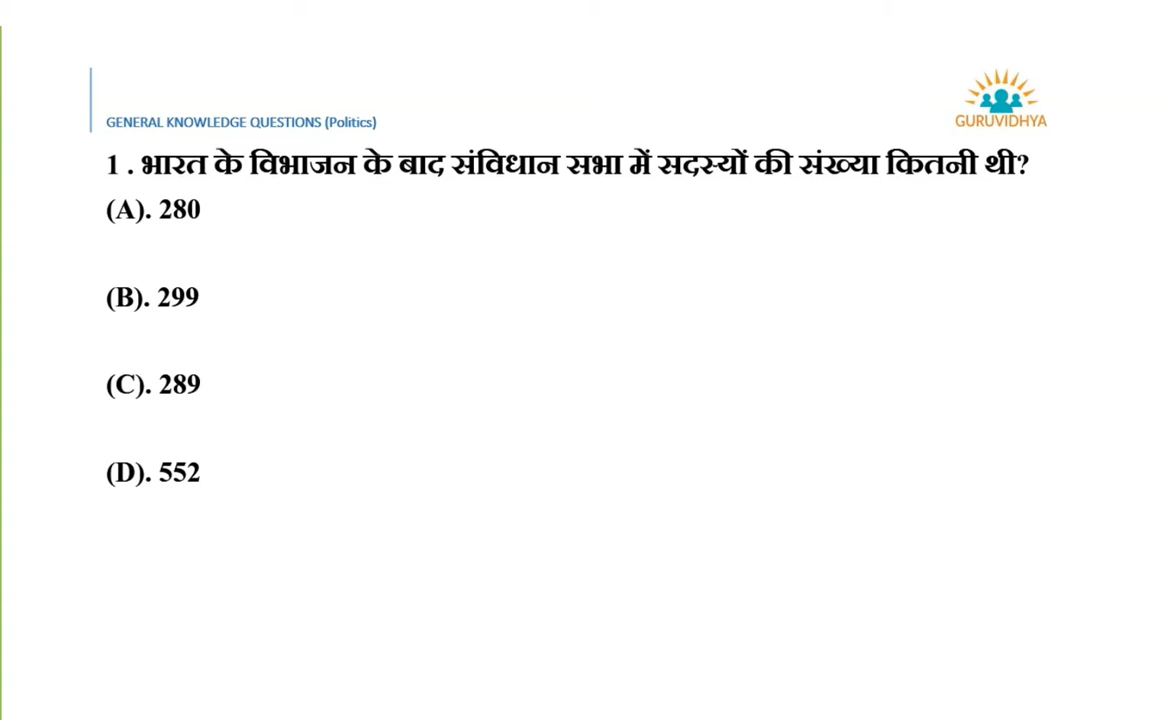 GURUVIDHYA
GENERAL KNOWLEDGE QUESTIONS (Politics)
1 . भारत के विभाजन के बाद संविधान सभा में सदस्यों की संख्या कितनी थी?
(A). 280
(B). 299
(C). 289
(D). 552